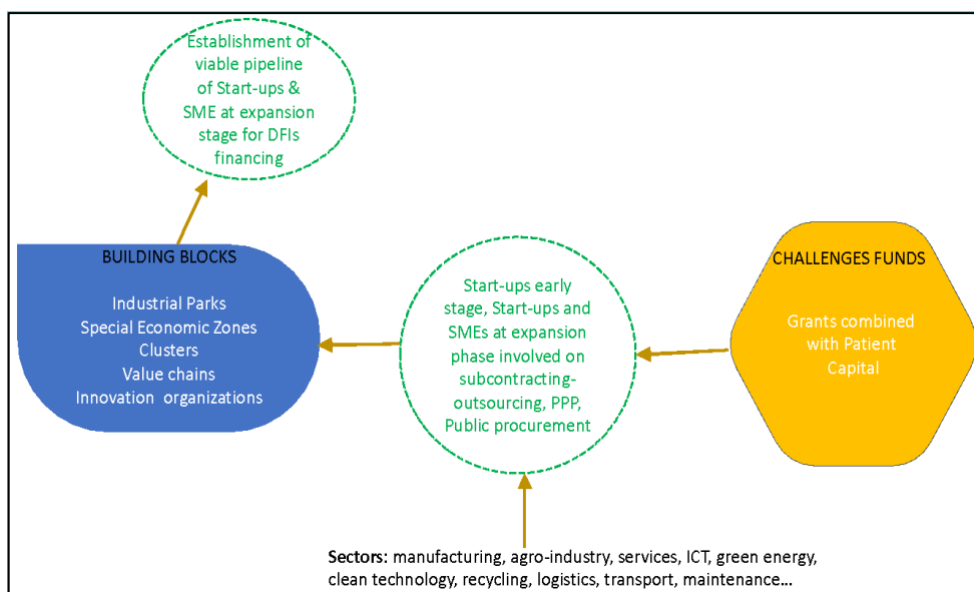 Establishment of
viable pipeline
of Start-ups &
SME at expansion
stage for DFIs
financing
BUILDING BLOCKS
Industrial Parks
Special Economic Zones
Clusters
Value chains
Innovation organizations
Start-ups early
stage, Start-ups and
SMEs at expansion
phase involved on
subcontracting-
outsourcing, PPP,
Public procurement
CHALLENGES FUNDS
Grants combined
with Patient
Capital
Sectors: manufacturing, agro-industry, services, ICT, green energy,
clean technology, recycling, logistics, transport, maintenance...